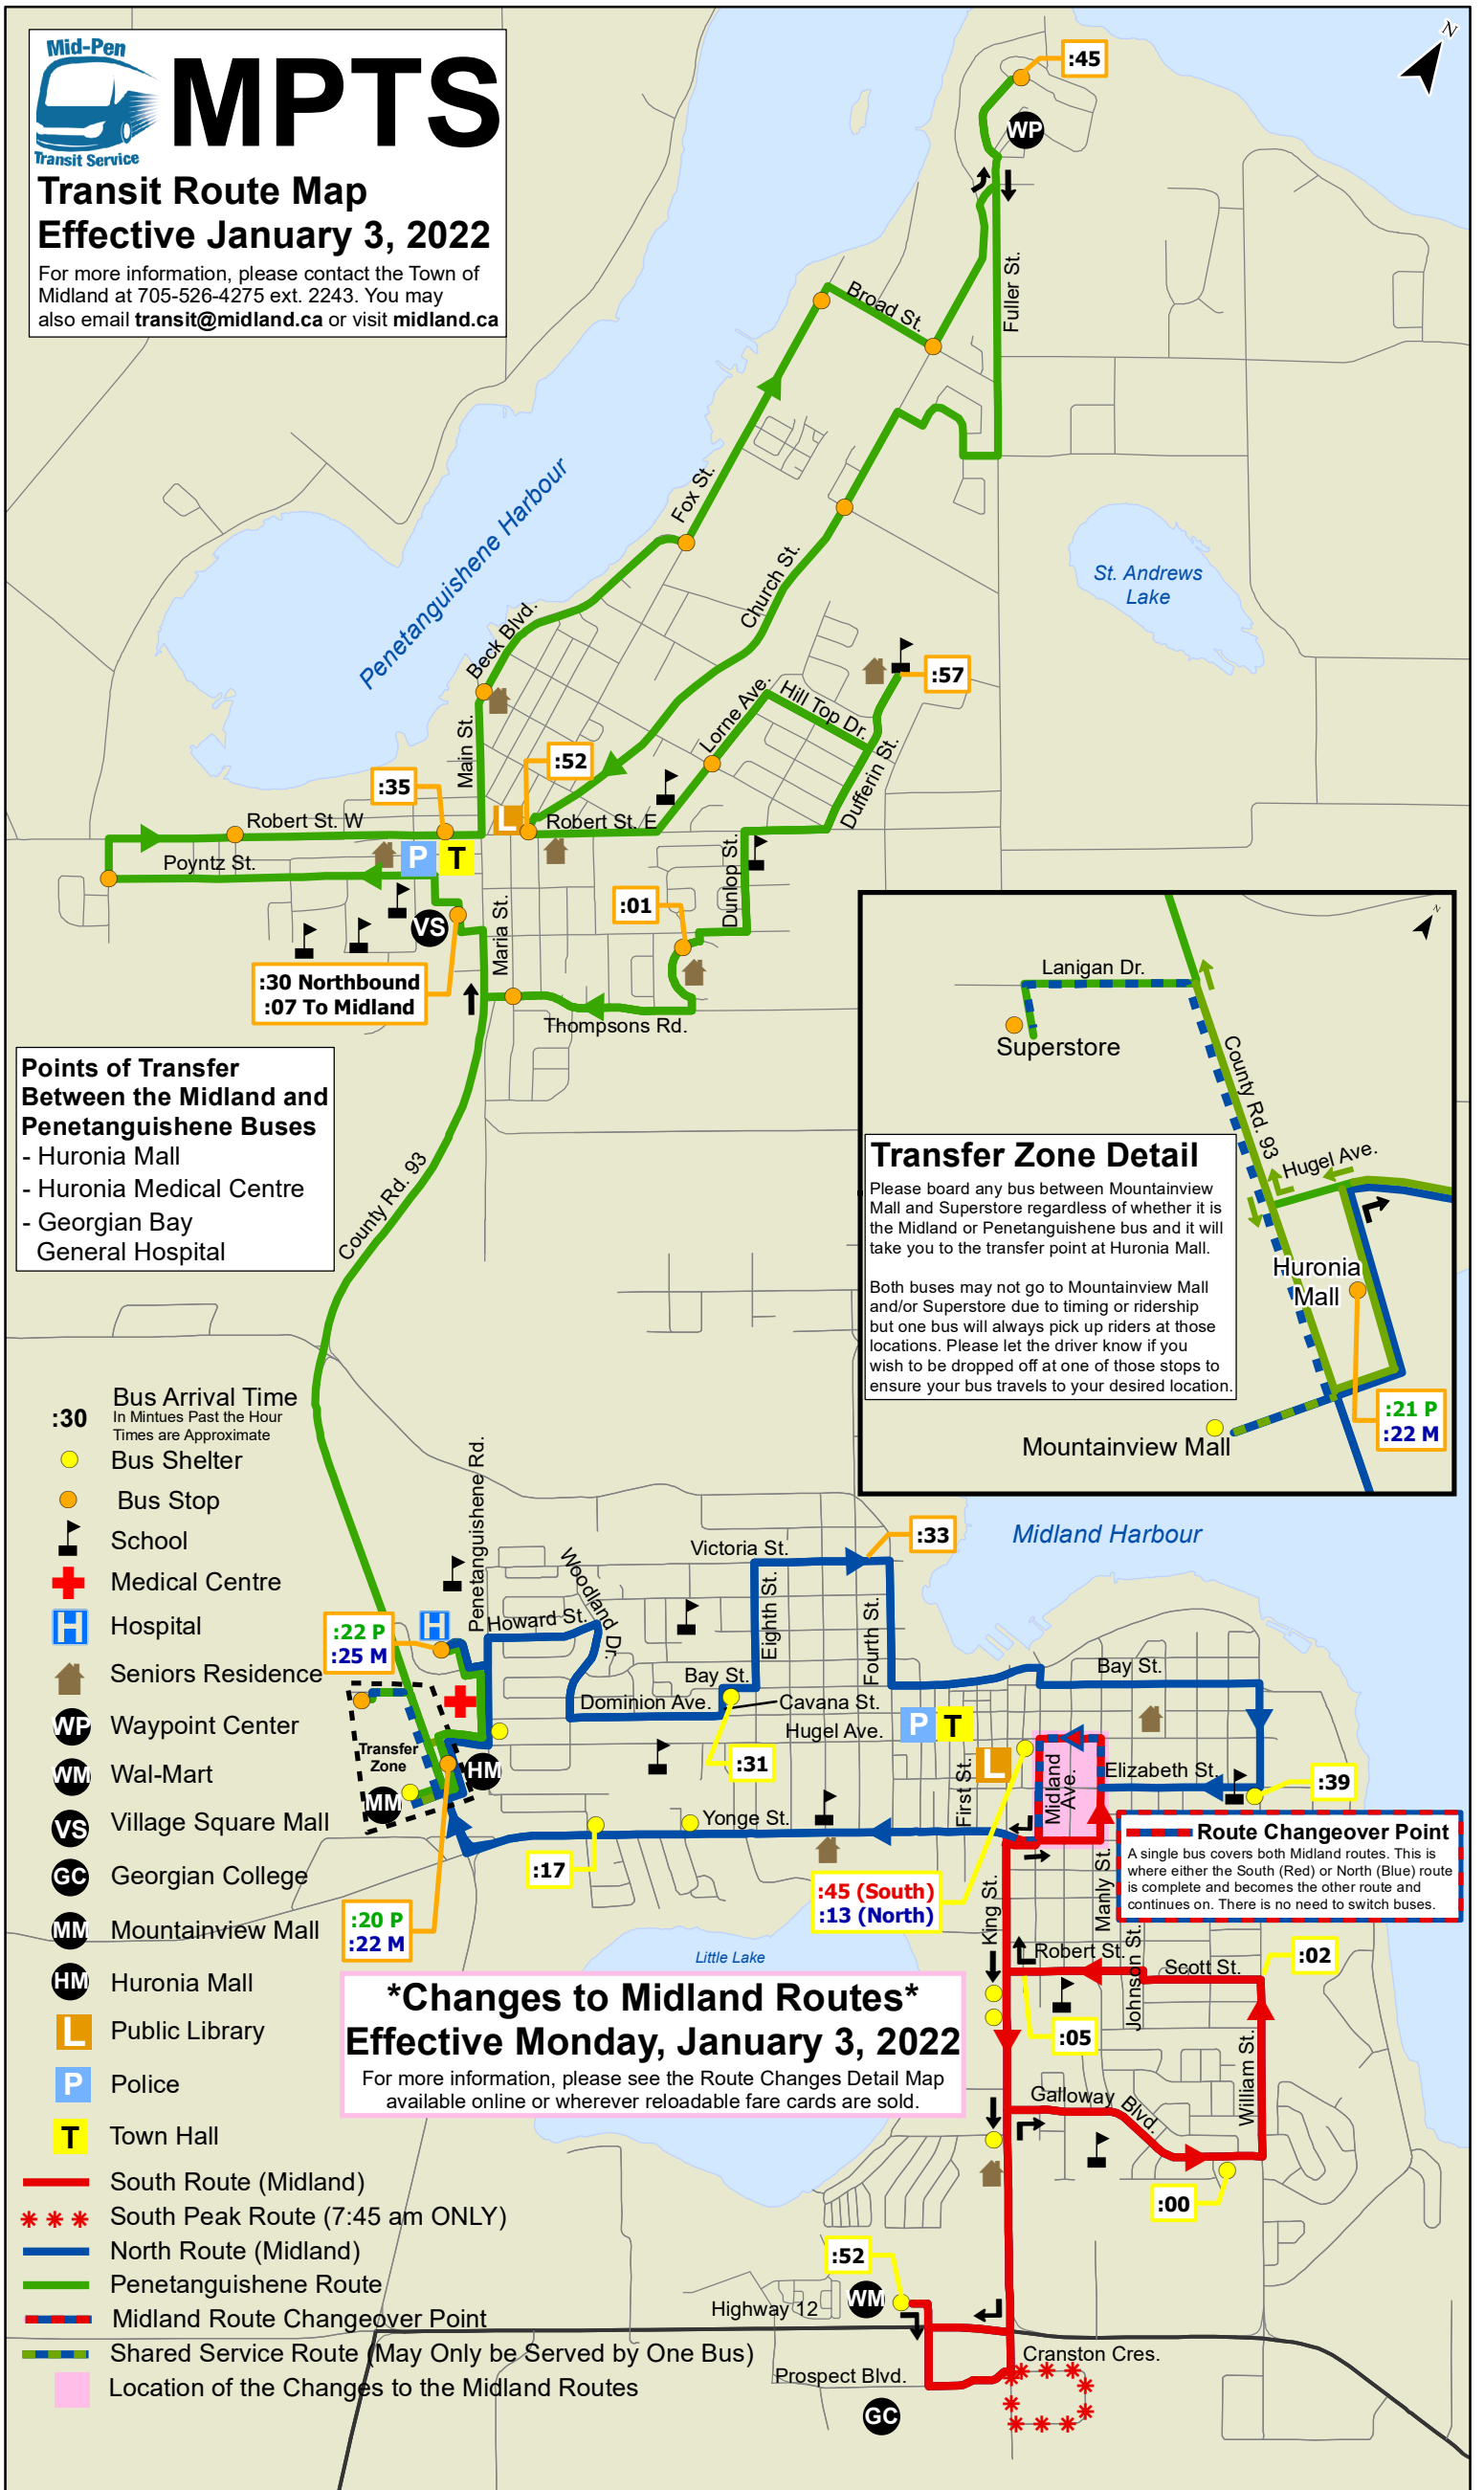 Mid-Pen
Transit Service
MPTS
Transit Route Map
Effective January 3, 2022
For more information, please contact the Town of
Midland at 705-526-4275 ext. 2243. You may
also email transit@midland.ca or visit midland.ca
N
:45
WP
Fuller St.
Broad St.
Fox St.
Penetanguishene Harbour
Church St.
St. Andrews
Lake
Beck Blvd.
:57
Lorne Ave.
Hill Top Dr.
Main St.
:52
:35
Dufferin St.
L
Robert St. W
Robert St. E
P
T
Poyntz St.
Dunlop St.
:01
VS
Maria St.
:30 Northbound
:07 To Midland
Thompsons Rd.
Points of Transfer
Between the Midland and
Penetanguishene Buses
- Huronia Mall
- Huronia Medical Centre
- Georgian Bay
General Hospital
County Rd. 93
N
Lanigan Dr.
Superstore
County Rd. 93
Hugel Ave.
Transfer Zone Detail
Please board any bus between Mountainview
Mall and Superstore regardless of whether it is
the Midland or Penetanguishene bus and it will
take you to the transfer point at Huronia Mall.
Both buses may not go to Mountainview Mall
and/or Superstore due to timing or ridership
but one bus will always pick up riders at those
locations. Please let the driver know if you
wish to be dropped off at one of those stops to
ensure your bus travels to your desired location.
Huronia
Mall
:21 P
:22 M
Mountainview Mall
:30
Bus Arrival Time
In Mintues Past the Hour
Times are Approximate
Bus Shelter
Bus Stop
School
Medical Centre
H
Hospital
Seniors Residence
WP
Waypoint Center
WM
Wal-Mart
VS
Village Square Mall
GC
Georgian College
MM
Mountainview Mall
HM
Huronia Mall
L
Public Library
P
Police
T
Town Hall
South Route (Midland)
South Peak Route (7:45 am ONLY)
North Route (Midland)
Penetanguishene Route
Midland Route Changeover Point
Shared Service Route (May Only be Served by One Bus)
Location of the Changes to the Midland Routes
Midland Harbour
:33
Victoria St.
Penetanguishene Rd.
Woodland Dr.
Howard St.
Eighth St.
Fourth St.
H
:22 P
:25 M
Bay St.
Bay St.
Dominion Ave.
Cavana St.
Hugel Ave.
P
T
Transfer
Zone
HM
MM
:31
L
First St.
Midland
Ave.
Elizabeth St.
:39
Yonge St.
:17
:45 (South)
:13 (North)
Route Changeover Point
A single bus covers both Midland routes. This is
where either the South (Red) or North (Blue) route
is complete and becomes the other route and
continues on. There is no need to switch buses.
:20 P
:22 M
King St.
Manly St.
Little Lake
Robert St.
Johnson St.
Scott St.
:02
:05
*Changes to Midland Routes*
Effective Monday, January 3, 2022
For more information, please see the Route Changes Detail Map
available online or wherever reloadable fare cards are sold.
William St.
Galloway Blvd.
:00
:52
WM
Highway 12
Cranston Cres.
Prospect Blvd.
GC